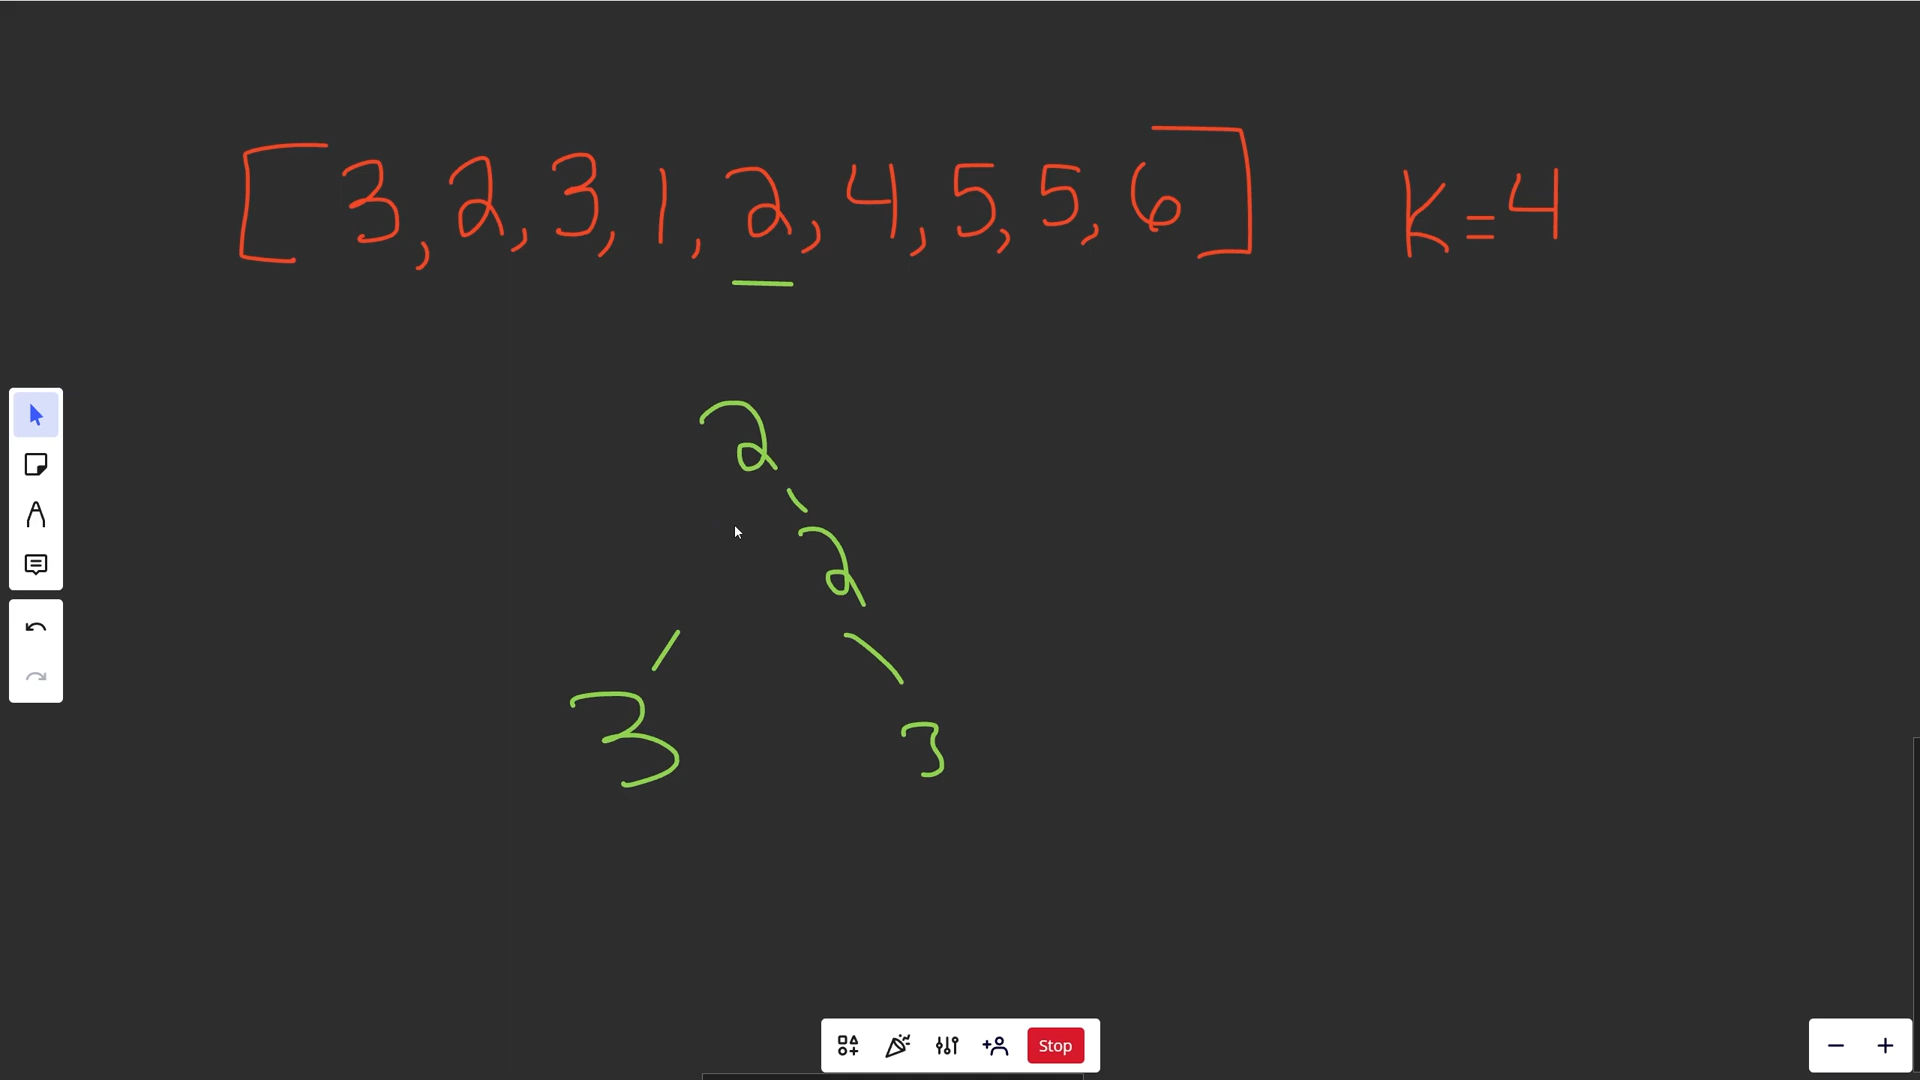 [3, 2, 3, 1, 2, 4, 5, 5, 6] K=4
2
2
3 3
Stop